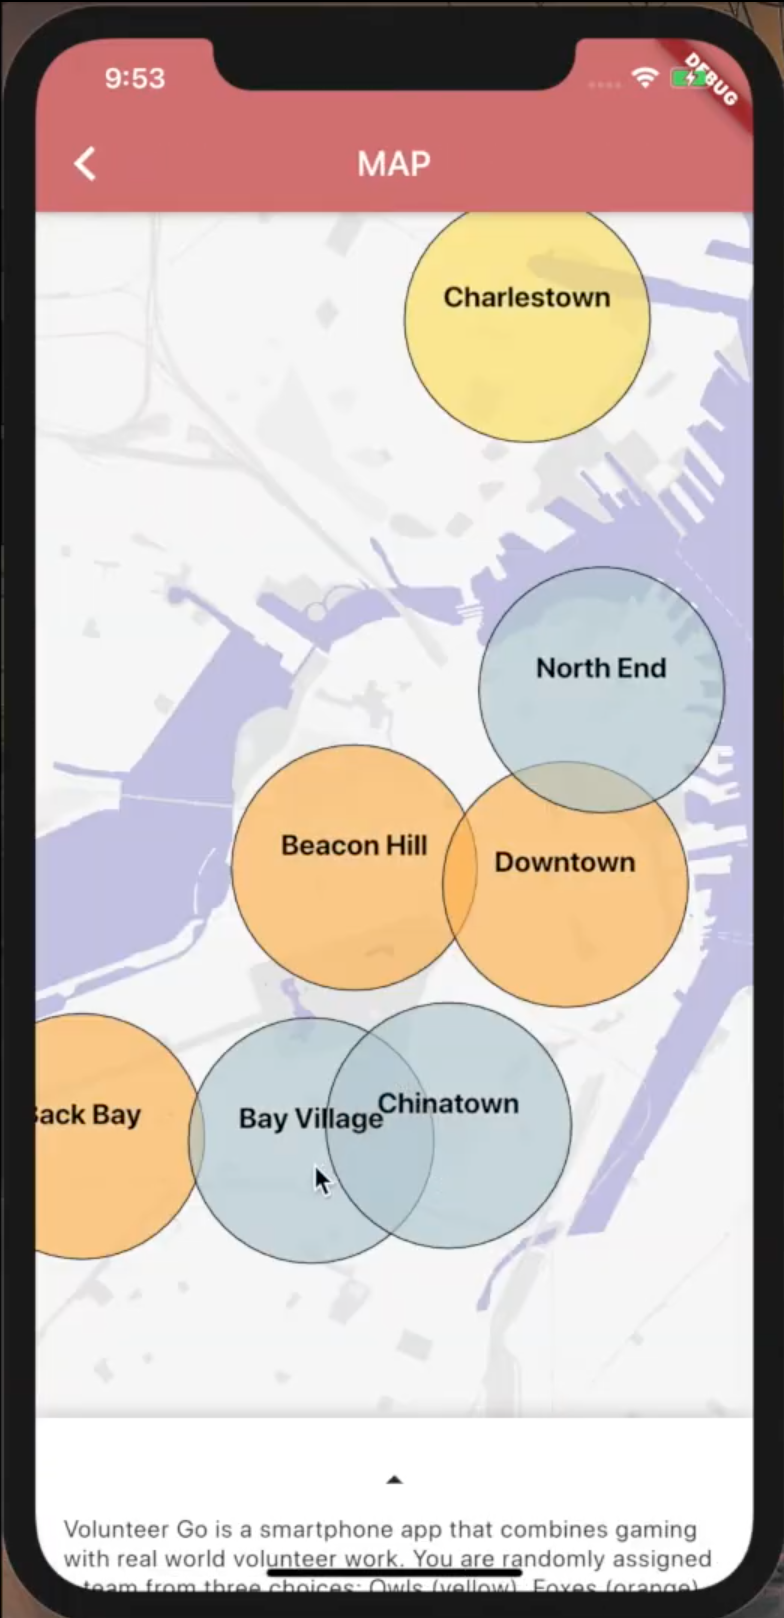 9:53
DEBUG
MAP
Charlestown
North End
Beacon Hill
Downtown
Back Bay
Bay Village
Chinatown
Volunteer Go is a smartphone app that combines gaming
with real world volunteer work. You are randomly assigned
team from three choices: Owls (yellow), Foxes (orange)